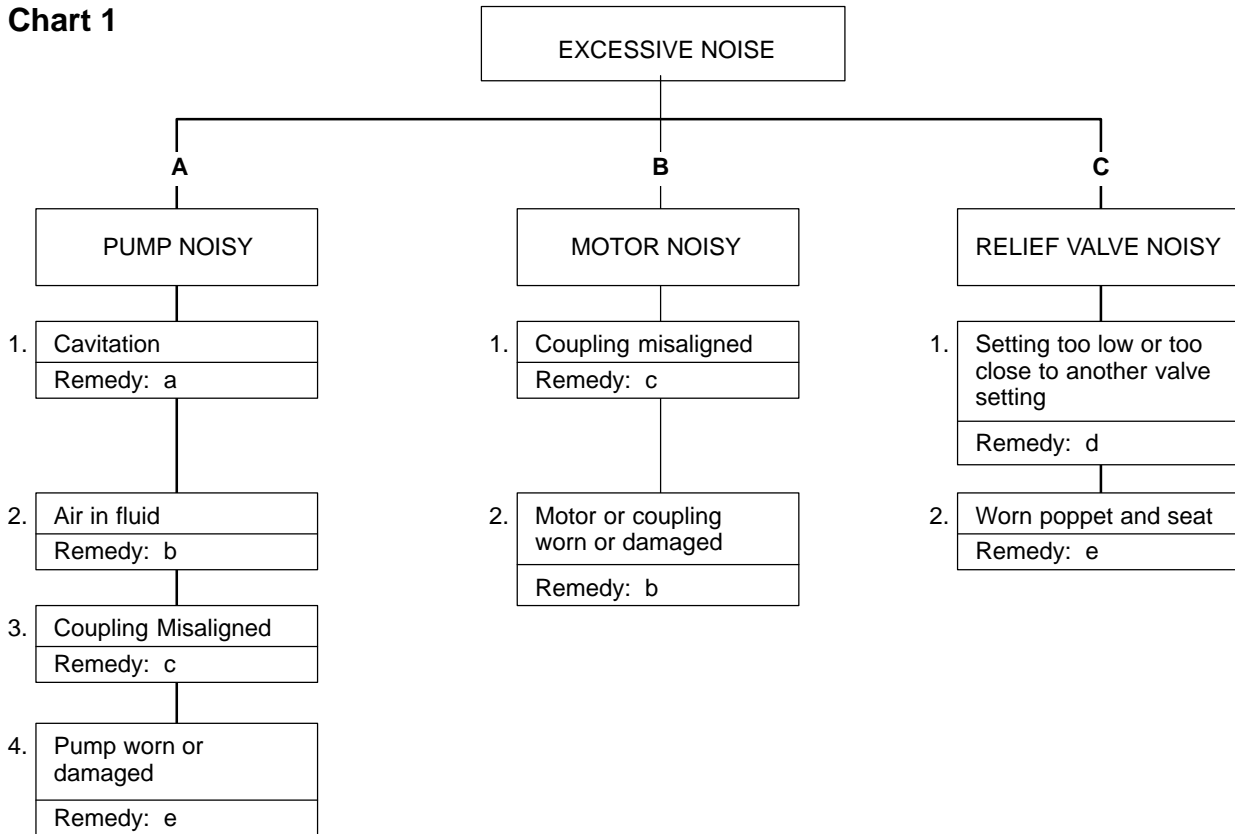 Chart 1
EXCESSIVE NOISE
A
PUMP NOISY
1. Cavitation
Remedy: a
2. Air in fluid
Remedy: b
3. Coupling Misaligned
Remedy: c
4. Pump worn or
damaged
Remedy: e
B
MOTOR NOISY
1. Coupling misaligned
Remedy: c
2. Motor or coupling
worn or damaged
Remedy: b
C
RELIEF VALVE NOISY
1. Setting too low or too
close to another valve
setting
Remedy: d
2. Worn poppet and seat
Remedy: e